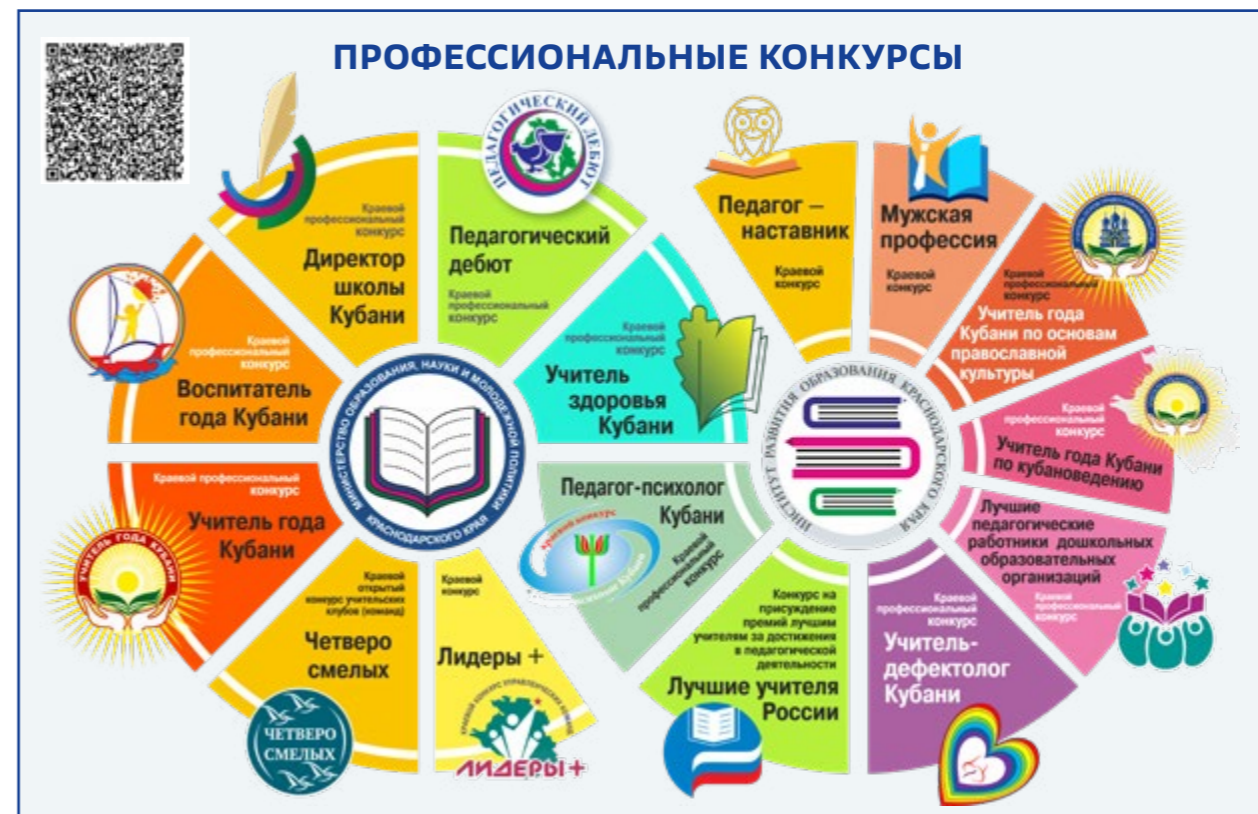 ПРОФЕССИОНАЛЬНЫЕ КОНКУРСЫ
Краевой
профессиональный
конкурс
Директор
школы
Кубани
ПЕДАГОГИЧЕСКИЙ ДЕБЮТ
Педагогический
дебют
Краевой
профессиональный
конкурс
Краевой
профессиональный
конкурс
Воспитатель
года Кубани
Краевой
профессиональный
конкурс
Учитель
здоровья
Кубани
МИНИСТЕРСТВО ОБРАЗОВАНИЯ, НАУКИ И МОЛОДЕЖНОЙ ПОЛИТИКИ
КРАСНОДАРСКОГО КРАЯ
Краевой профессиональный
конкурс
Учитель года
Кубани
УЧИТЕЛЬ ГОДА КУБАНИ
Краевой
открытый
конкурс учительских
клубов (команд)
Четверо
смелых
ЧЕТВЕРО
СМЕЛЫХ
Краевой
конкурс
Лидеры +
КРАЕВОЙ КОНКУРС УПРАВЛЕНЧЕСКИХ КОМАНД
ЛИДЕРЫ+
Педагог –
наставник
Краевой
конкурс
Мужская
профессия
Краевой
конкурс
Краевой
профессиональный
конкурс
Учитель года
Кубани по основам
православной
культуры
Краевой
профессиональный
конкурс
Учитель года Кубани
по кубановедению
Лучшие
педагогические
работники дошкольных
образовательных
организаций
Краевой
профессиональный
конкурс
Краевой
профессиональный
конкурс
Учитель-
дефектолог
Кубани
Конкурс на
присуждение
премий лучшим
учителям за достижения
в педагогической
деятельности
Лучшие учителя
России
Педагог-психолог
Кубани
Краевой
профессиональный
конкурс
ИНСТИТУТ РАЗВИТИЯ ОБРАЗОВАНИЯ КРАСНОДАРСКОГО КРАЯ